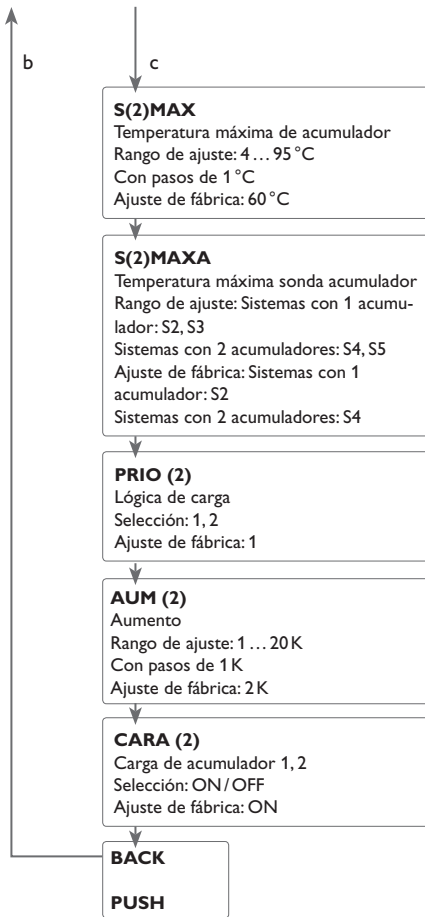 b
c
S(2)MAX
Temperatura máxima de acumulador
Rango de ajuste: 4 … 95 °C
Con pasos de 1 °C
Ajuste de fábrica: 60 °C
S(2)MAXA
Temperatura máxima sonda acumulador
Rango de ajuste: Sistemas con 1 acumu-
lador: S2, S3
Sistemas con 2 acumuladores: S4, S5
Ajuste de fábrica: Sistemas con 1
acumulador: S2
Sistemas con 2 acumuladores: S4
PRIO (2)
Lógica de carga
Selección: 1, 2
Ajuste de fábrica: 1
AUM (2)
Aumento
Rango de ajuste: 1 … 20 K
Con pasos de 1 K
Ajuste de fábrica: 2 K
CARA (2)
Carga de acumulador 1, 2
Selección: ON / OFF
Ajuste de fábrica: ON
BACK
PUSH